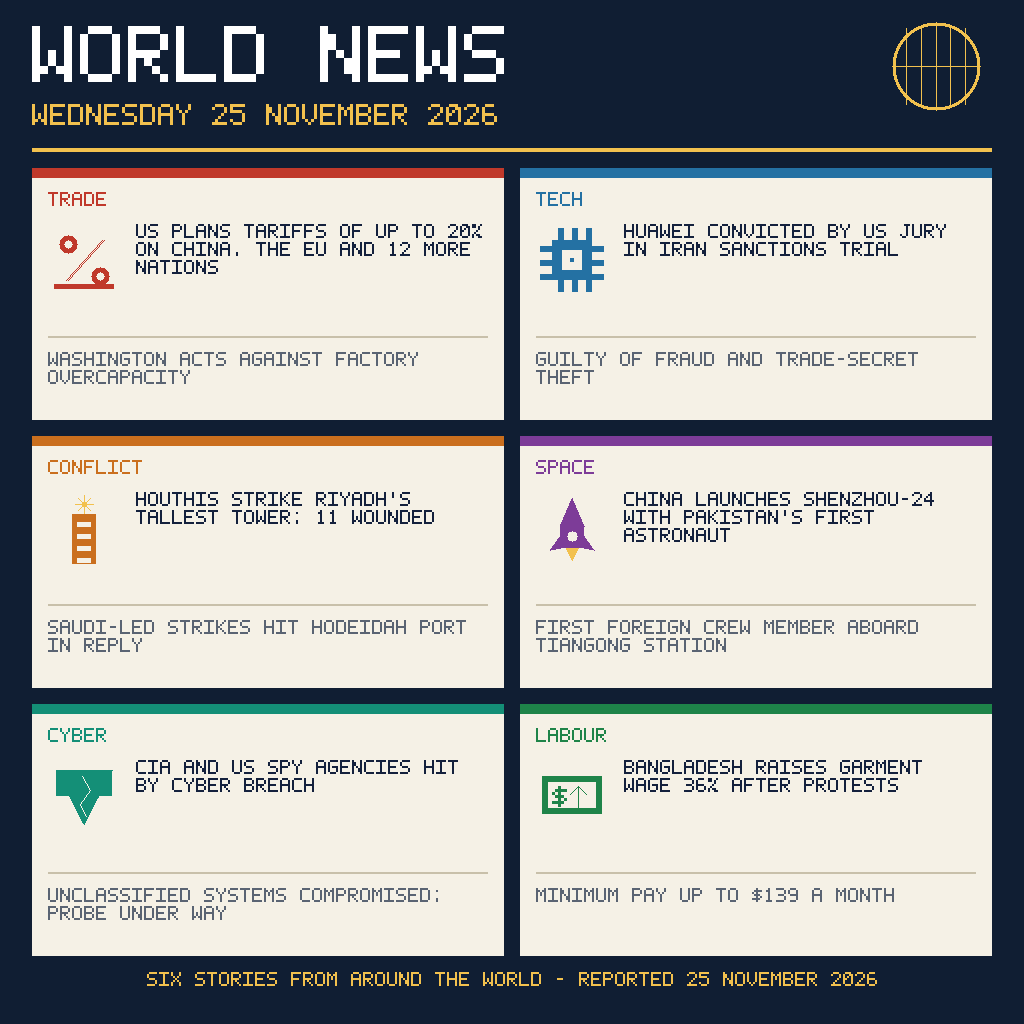 WORLD NEWS
WEDNESDAY 25 NOVEMBER 2026
TRADE
US PLANS TARIFFS OF UP TO 20%
ON CHINA. THE EU AND 12 MORE
NATIONS
WASHINGTON ACTS AGAINST FACTORY
OVERCAPACITY
TECH
HUAWEI CONVICTED BY US JURY
IN IRAN SANCTIONS TRIAL
GUILTY OF FRAUD AND TRADE-SECRET
THEFT
CONFLICT
HOUTHIS STRIKE RIYADH'S
TALLEST TOWER; 11 WOUNDED
SAUDI-LED STRIKES HIT HODEIDAH PORT
IN REPLY
SPACE
CHINA LAUNCHES SHENZHOU-24
WITH PAKISTAN'S FIRST
ASTRONAUT
FIRST FOREIGN CREW MEMBER ABOARD
TIANGONG STATION
CYBER
CIA AND US SPY AGENCIES HIT
BY CYBER BREACH
UNCLASSIFIED SYSTEMS COMPROMISED;
PROBE UNDER WAY
LABOUR
$
BANGLADESH RAISES GARMENT
WAGE 36% AFTER PROTESTS
MINIMUM PAY UP TO $139 A MONTH
SIX STORIES FROM AROUND THE WORLD - REPORTED 25 NOVEMBER 2026